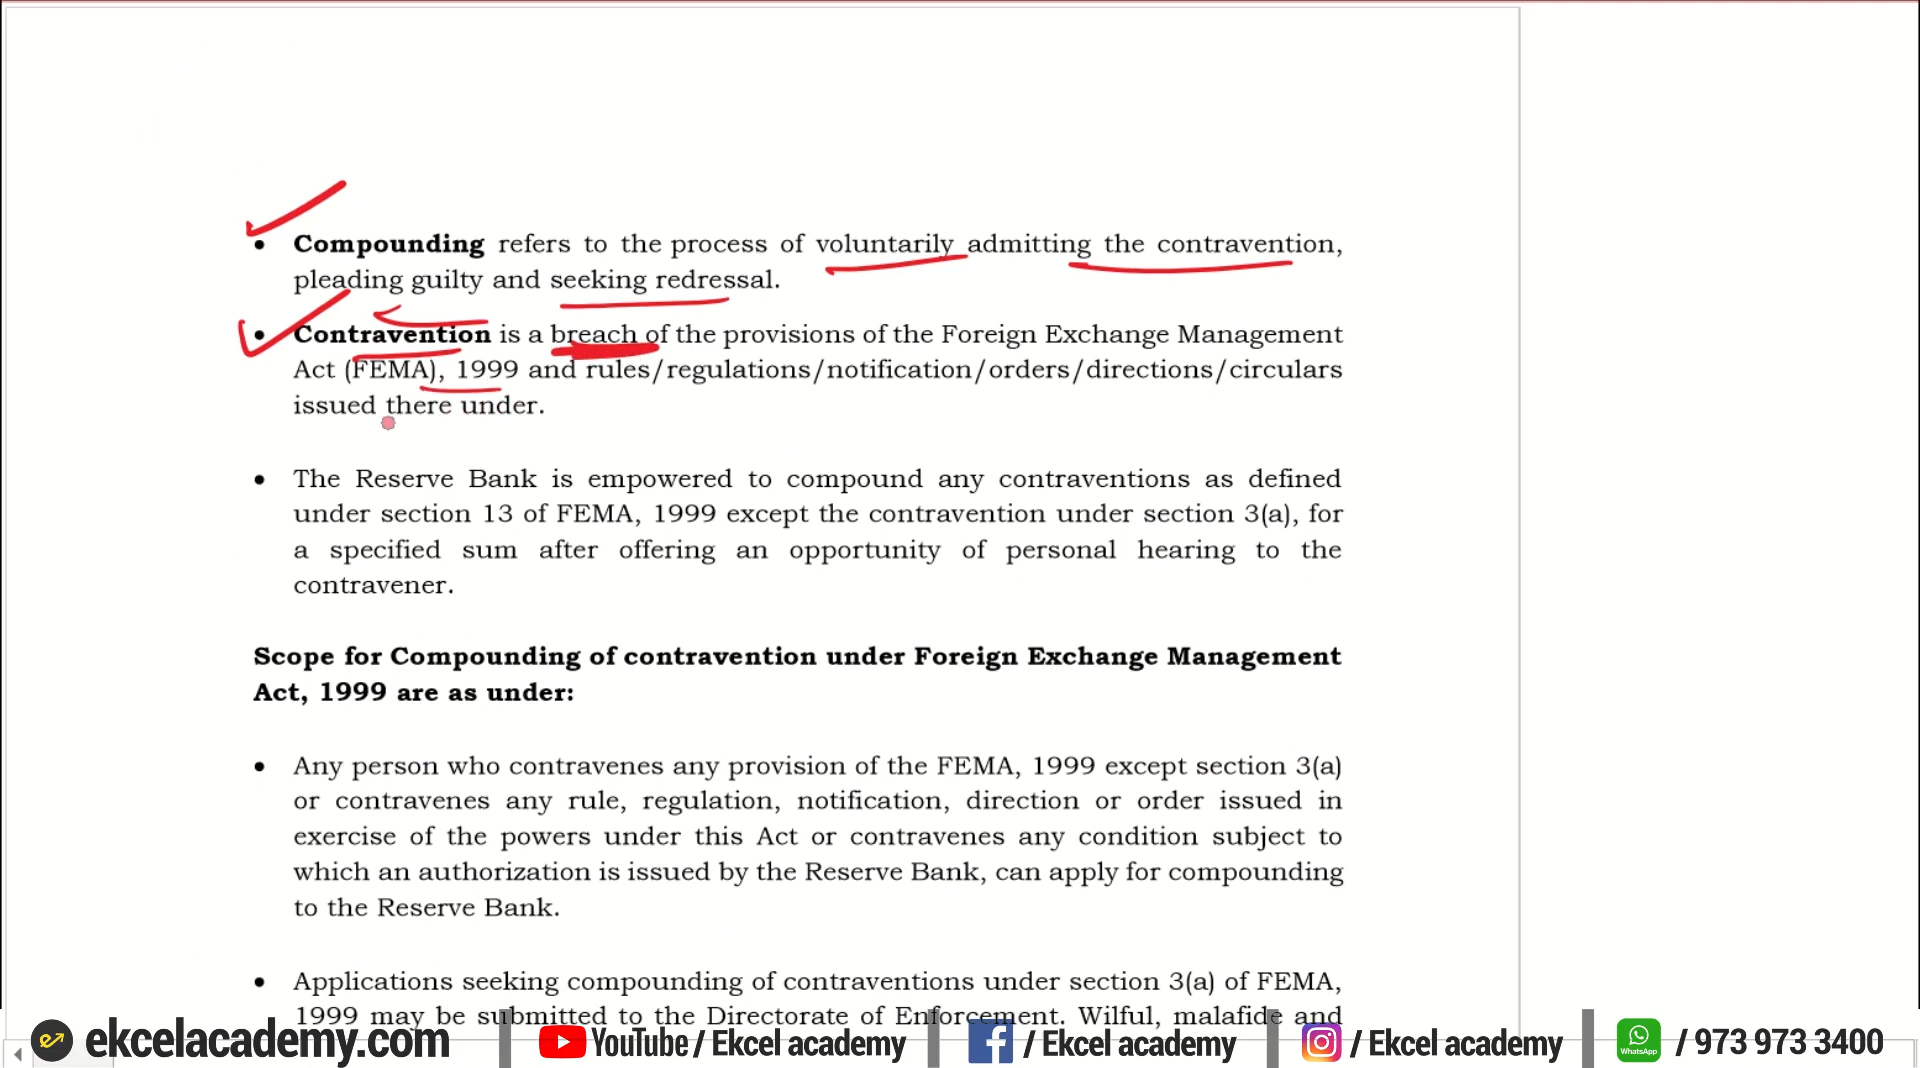 • Compounding refers to the process of voluntarily admitting the contravention,
pleading guilty and seeking redressal.
• Contravention is a breach of the provisions of the Foreign Exchange Management
Act (FEMA), 1999 and rules/regulations/notification/orders/directions/circulars
issued there under.
• The Reserve Bank is empowered to compound any contraventions as defined
under section 13 of FEMA, 1999 except the contravention under section 3(a), for
a specified sum after offering an opportunity of personal hearing to the
contravener.
Scope for Compounding of contravention under Foreign Exchange Management
Act, 1999 are as under:
• Any person who contravenes any provision of the FEMA, 1999 except section 3(a)
or contravenes any rule, regulation, notification, direction or order issued in
exercise of the powers under this Act or contravenes any condition subject to
which an authorization is issued by the Reserve Bank, can apply for compounding
to the Reserve Bank.
• Applications seeking compounding of contraventions under section 3(a) of FEMA,
1999 may be submitted to the Directorate of Enforcement. Wilful, malafide and
ekcelacademy.com | YouTube / Ekcel academy | / Ekcel academy | / Ekcel academy | WhatsApp / 973 973 3400